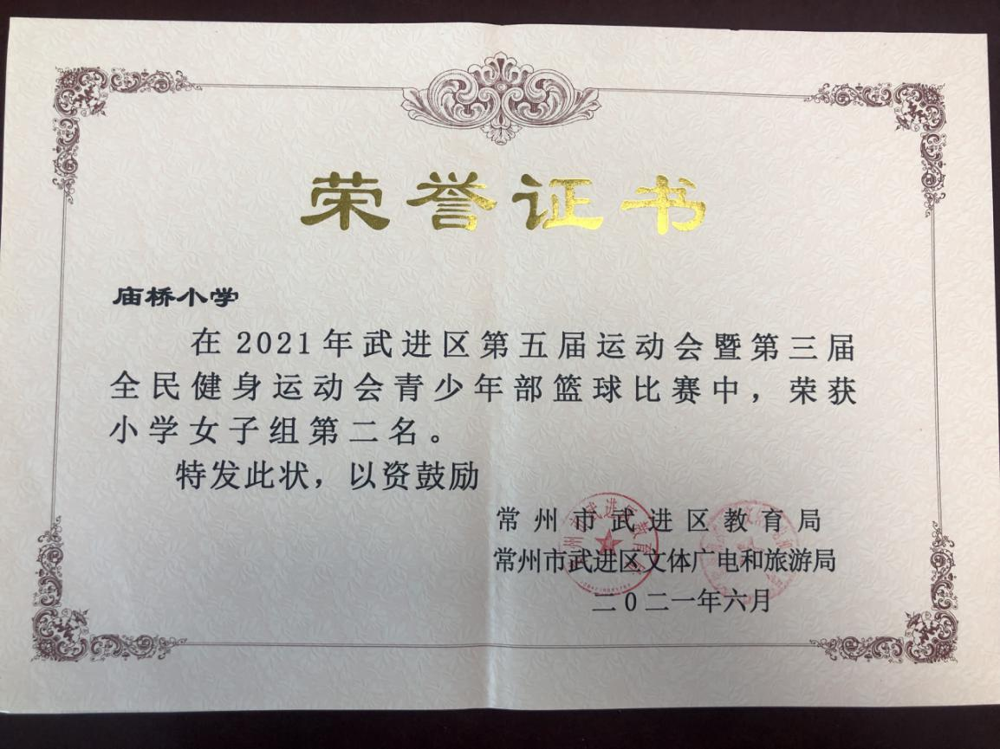 荣誉证书
庙桥小学
在2021年武进区第五届运动会暨第三届
全民健身运动会青少年部篮球比赛中，荣获
小学女子组第二名。
特发此状，以资鼓励
常州市武进区教育局
常州市武进区文体广电和旅游局
二0二一年六月